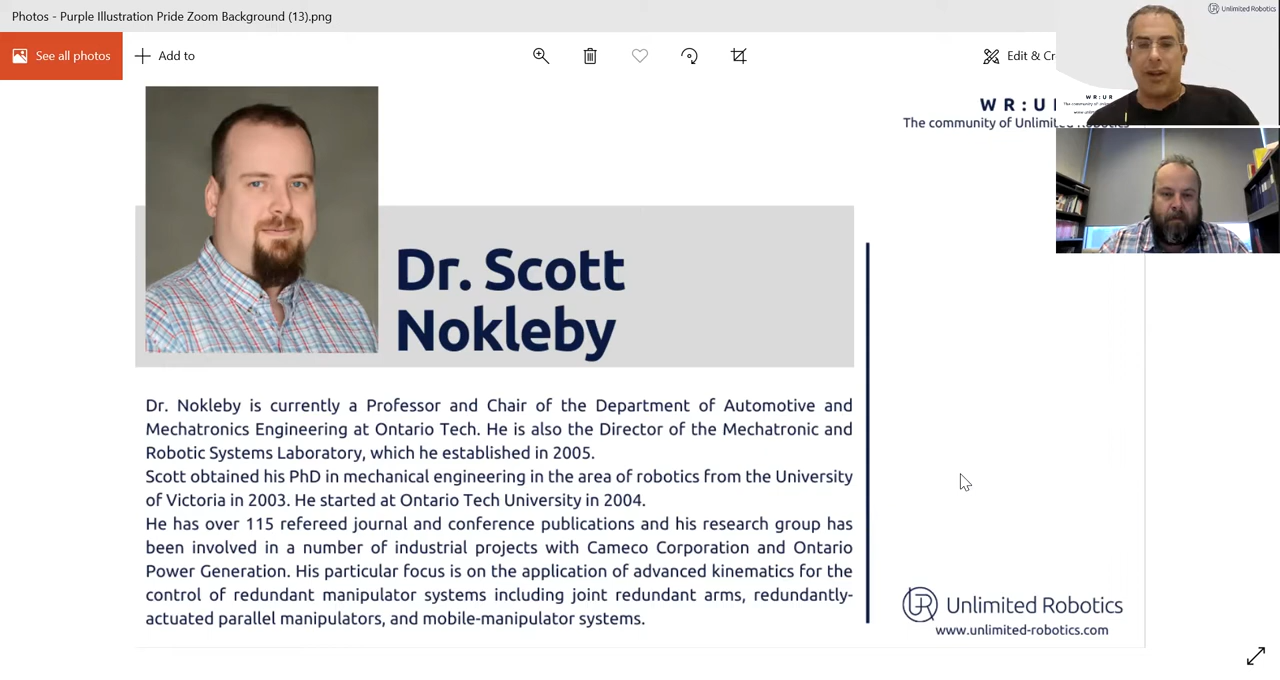 Photos - Purple Illustration Pride Zoom Background (13).png
See all photos
Add to
Edit & Cr
Unlimited Robotics
WR:UR
WR:U
The community of Unlimited Robotics
Dr. Scott
Nokleby
Dr. Nokleby is currently a Professor and Chair of the Department of Automotive and
Mechatronics Engineering at Ontario Tech. He is also the Director of the Mechatronic and
Robotic Systems Laboratory, which he established in 2005.
Scott obtained his PhD in mechanical engineering in the area of robotics from the University
of Victoria in 2003. He started at Ontario Tech University in 2004.
He has over 115 refereed journal and conference publications and his research group has
been involved in a number of industrial projects with Cameco Corporation and Ontario
Power Generation. His particular focus is on the application of advanced kinematics for the
control of redundant manipulator systems including joint redundant arms, redundantly-
actuated parallel manipulators, and mobile-manipulator systems.
UR Unlimited Robotics
www.unlimited-robotics.com